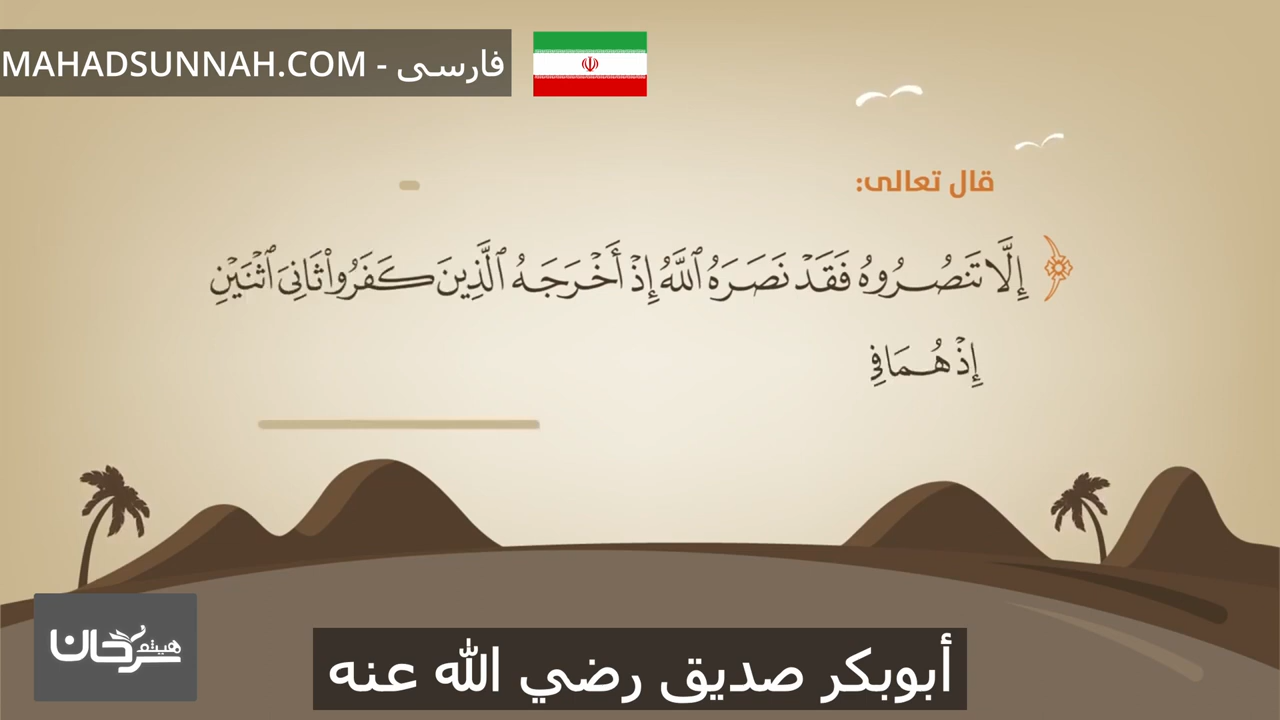 MAHADSUNNAH.COM - فارسی
قال تعالى:
إِلَّا تَنصُرُوهُ فَقَدْ نَصَرَهُ ٱللَّهُ إِذْ أَخْرَجَهُ ٱلَّذِينَ كَفَرُوا۟ ثَانِىَ ٱثْنَيْنِ
إِذْ هُمَا فِى
هيثم
سرحان
أبوبكر صديق رضي الله عنه